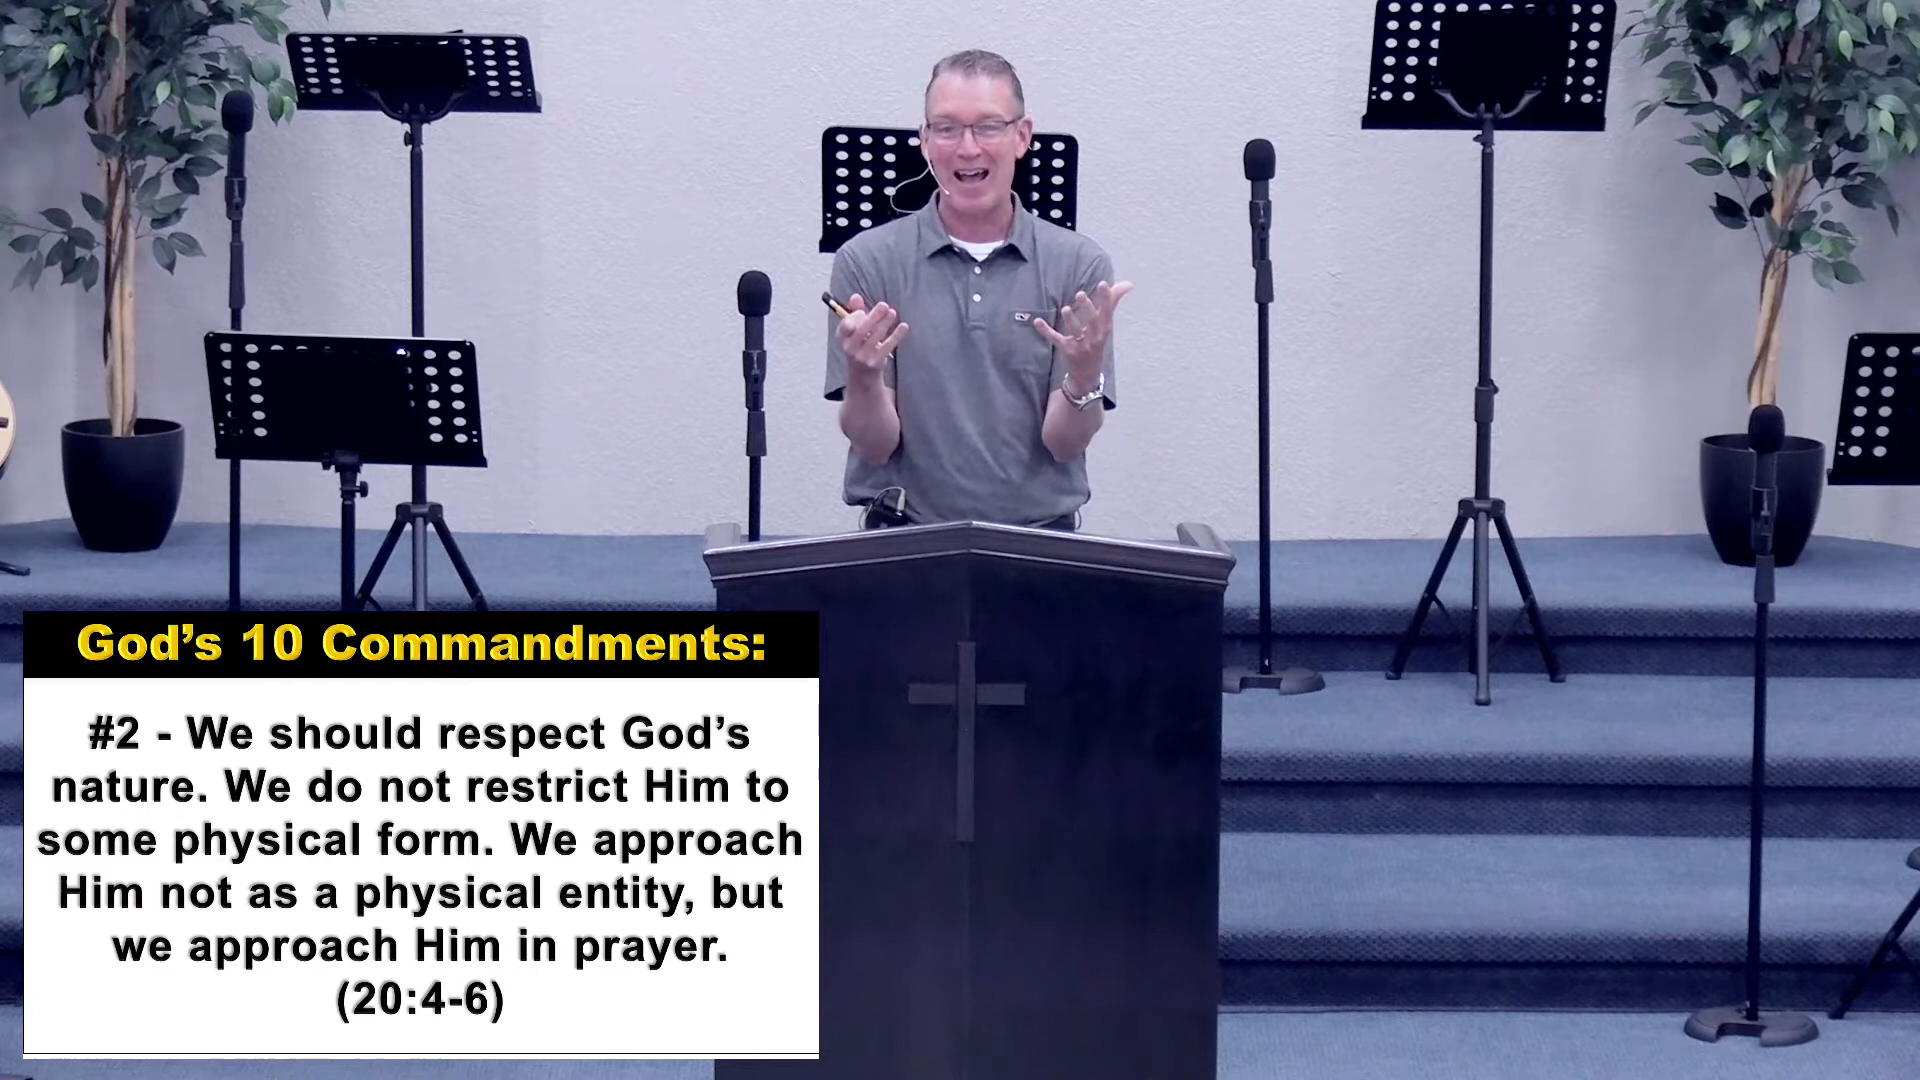 God’s 10 Commandments:
#2 - We should respect God’s
nature. We do not restrict Him to
some physical form. We approach
Him not as a physical entity, but
we approach Him in prayer.
(20:4-6)